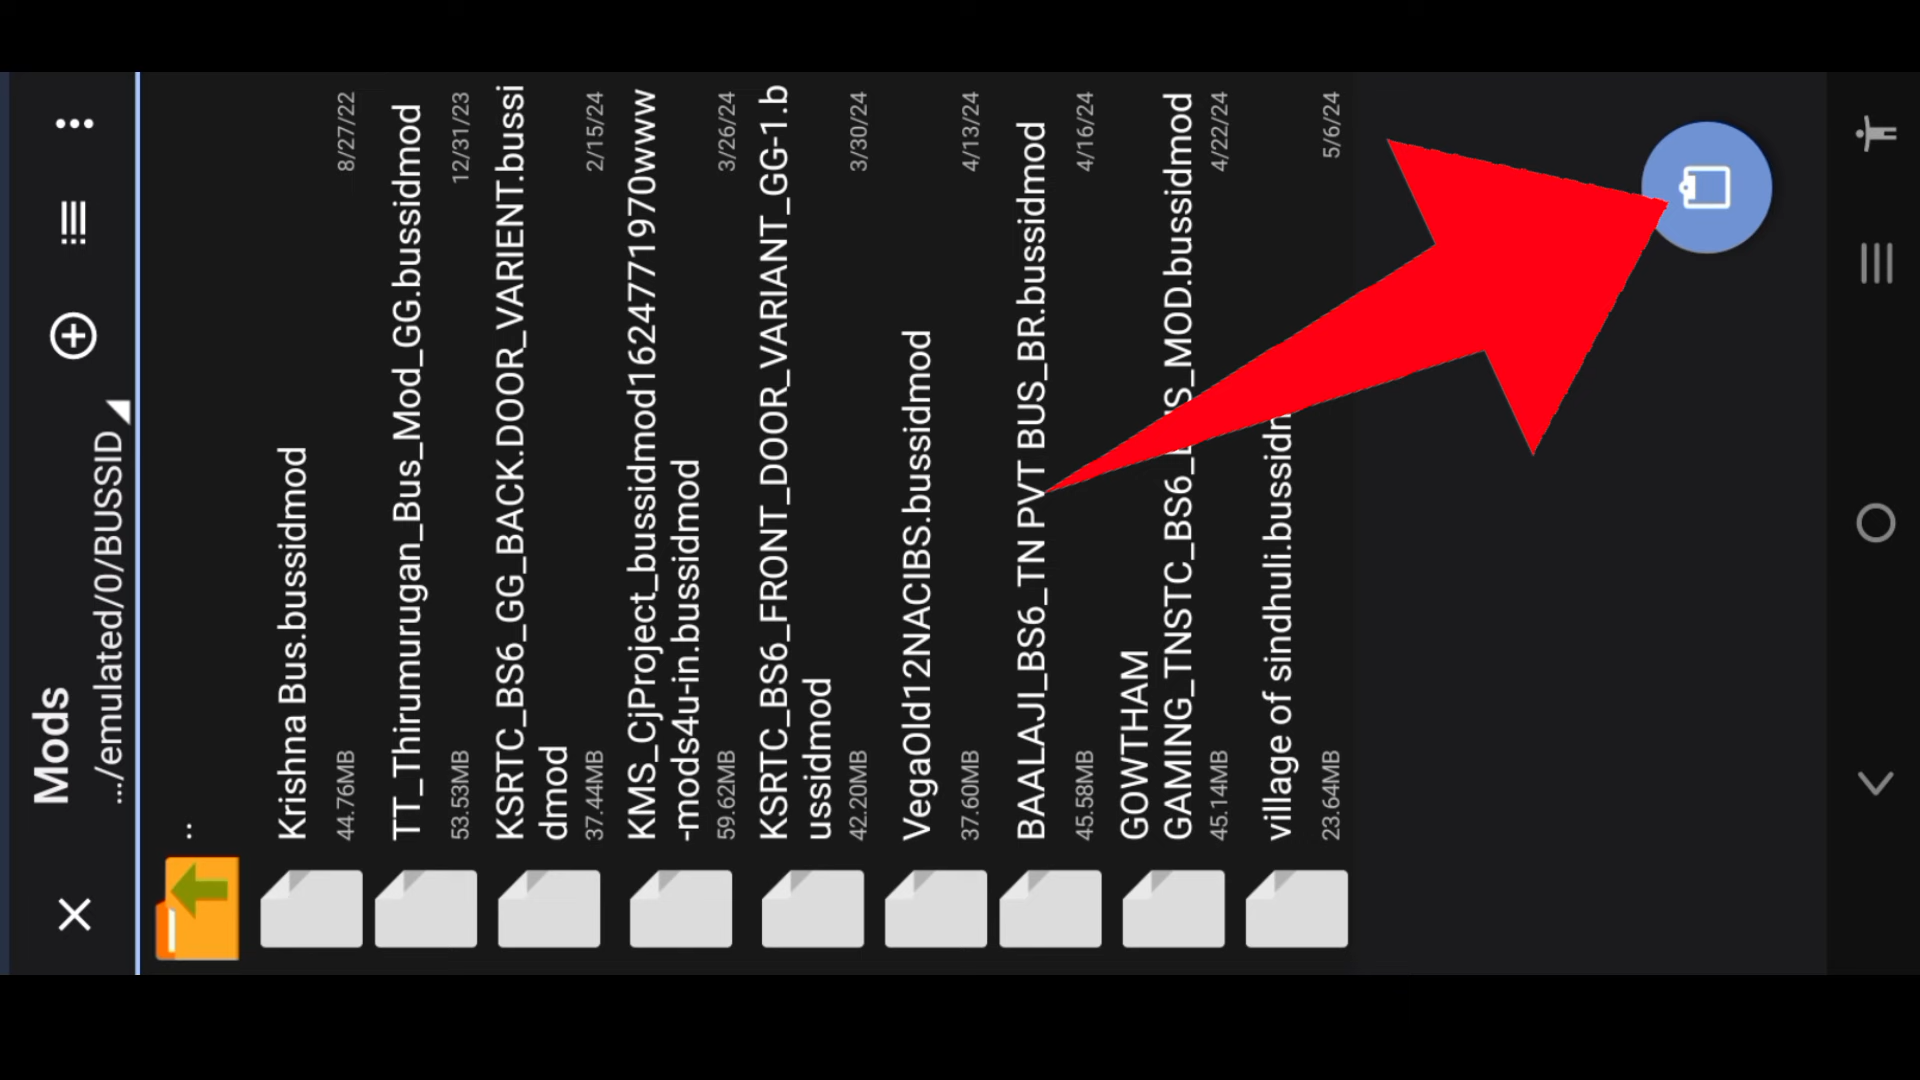 Mods
.../emulated/0/BUSSID
..
Krishna Bus.bussidmod
44.76MB 8/27/22
TT_Thirumurugan_Bus_Mod_GG.bussidmod
53.53MB 12/31/23
KSRTC_BS6_GG_BACK.DOOR_VARIENT.bussi
dmod
37.44MB 2/15/24
KMS_CjProject_bussidmod1624771970www
-mods4u-in.bussidmod
59.62MB 3/26/24
KSRTC_BS6_FRONT_DOOR_VARIANT_GG-1.b
ussidmod
42.20MB 3/30/24
VegaOld12NACIBS.bussidmod
37.60MB 4/13/24
BAALAJI_BS6_TN PVT BUS_BR.bussidmod
45.58MB 4/16/24
GOWTHAM
GAMING_TNSTC_BS6_BUS_MOD.bussidmod
45.14MB 4/22/24
village of sindhuli.bussidm
23.64MB 5/6/24